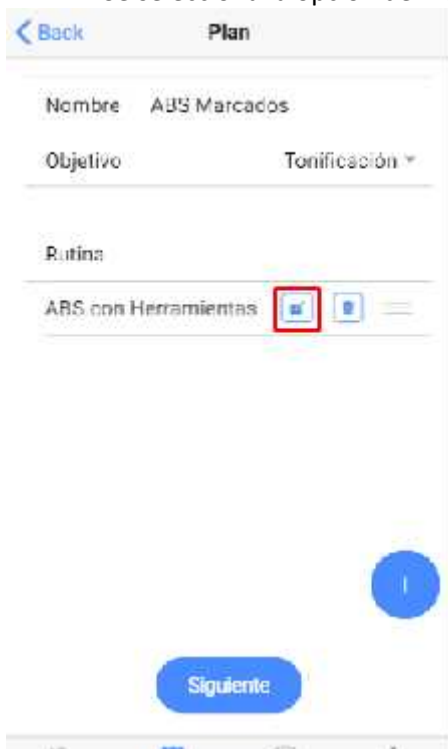 Back Plan
Nombre ABS Marcados
Objetivo Tonificación
Rutina
ABS con Herramientas
Siguiente